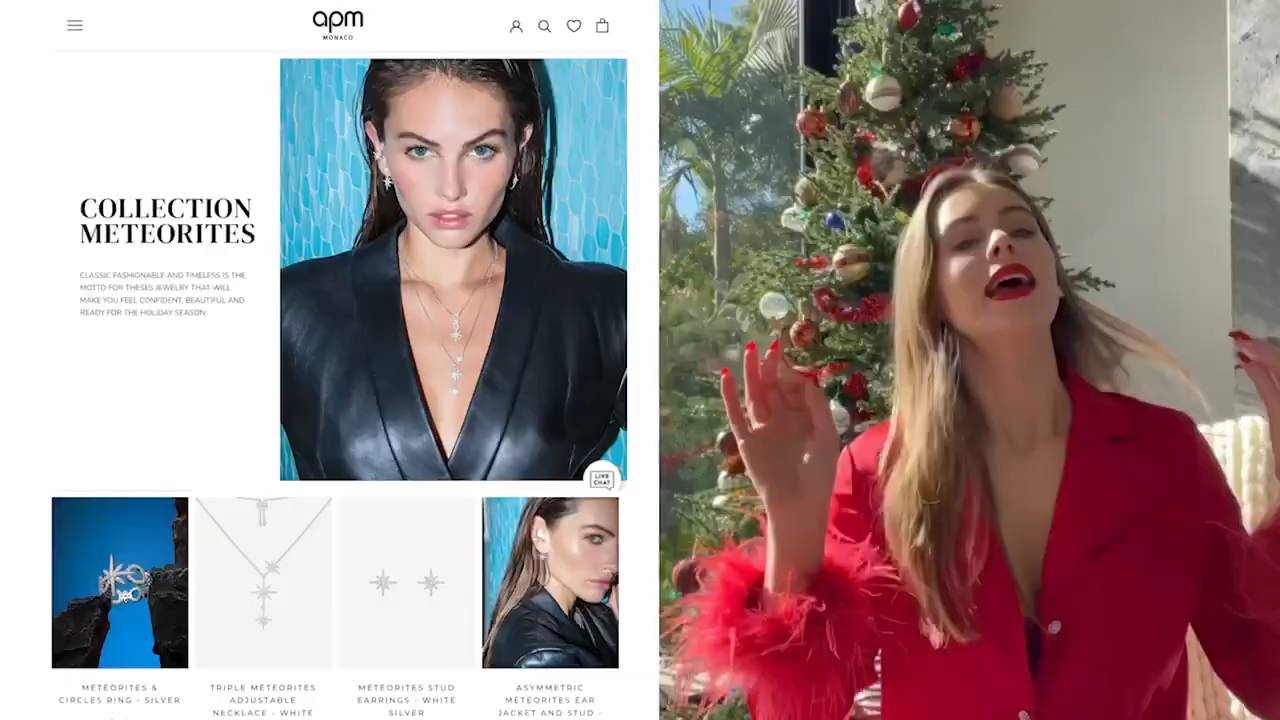 apm
MONACO
COLLECTION
METEORITES
CLASSIC FASHIONABLE AND TIMELESS IS THE
MOTTO FOR THESES JEWELRY THAT WILL
MAKE YOU FEEL CONFIDENT, BEAUTIFUL AND
READY FOR THE HOLIDAY SEASON.
LIVE
CHAT
MÉTÉORITES &
CIRCLES RING - SILVER
TRIPLE MÉTÉORITES
ADJUSTABLE
NECKLACE - WHITE
MÉTÉORITES STUD
EARRINGS - WHITE
SILVER
ASYMMETRIC
MÉTÉORITES EAR
JACKET AND STUD -